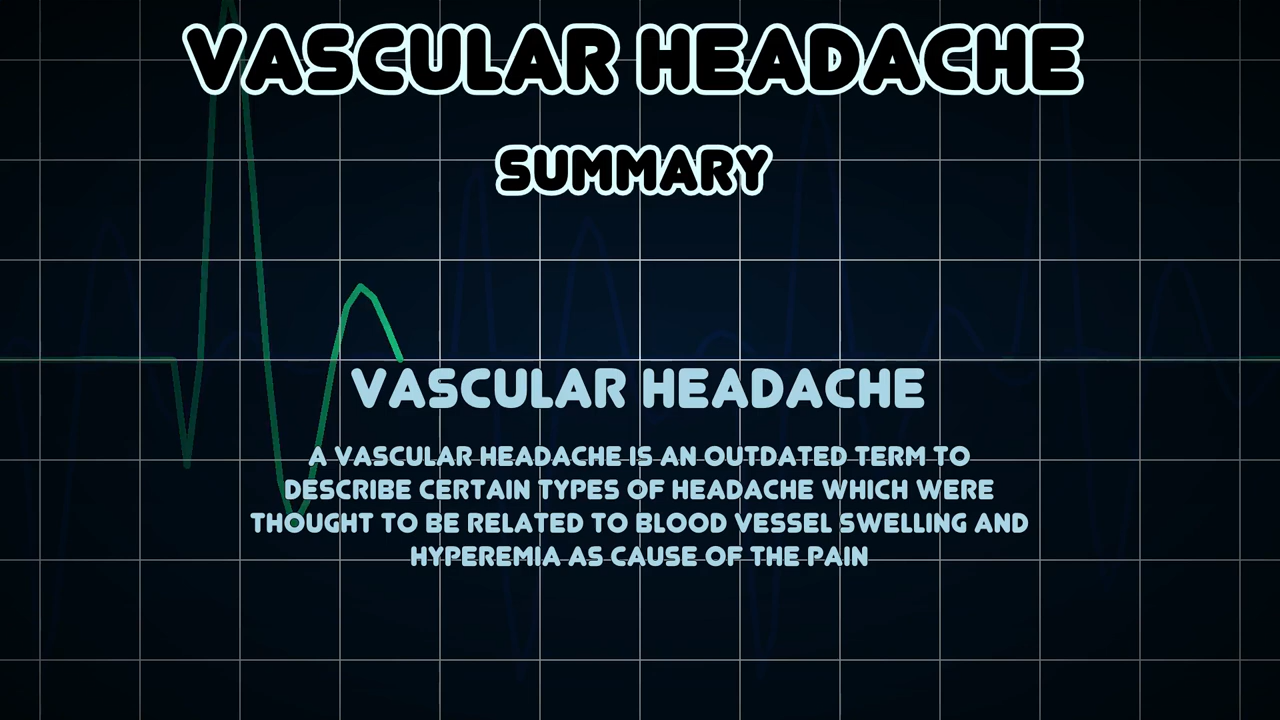 VASCULAR HEADACHE
SUMMARY
VASCULAR HEADACHE
A VASCULAR HEADACHE IS AN OUTDATED TERM TO
DESCRIBE CERTAIN TYPES OF HEADACHE WHICH WERE
THOUGHT TO BE RELATED TO BLOOD VESSEL SWELLING AND
HYPEREMIA AS CAUSE OF THE PAIN